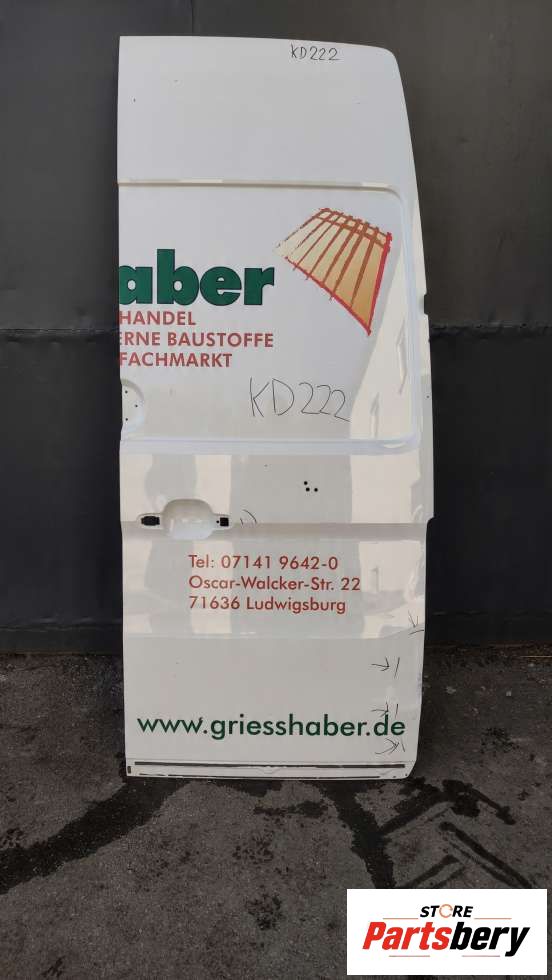 KD222
aber
HANDEL
ERNE BAUSTOFFE
FACHMARKT
KD222
Tel: 07141 9642-0
Oscar-Walcker-Str. 22
71636 Ludwigsburg
www.griesshaber.de
STORE
Partsbery